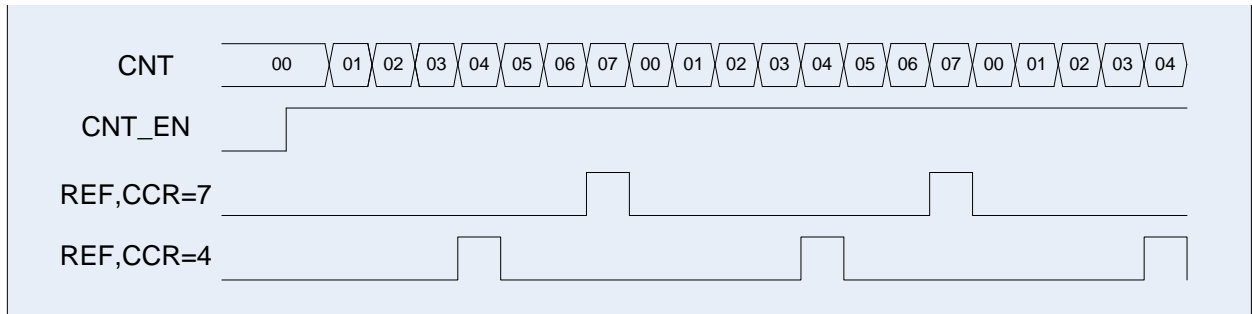 CNT 00 01 02 03 04 05 06 07 00 01 02 03 04 05 06 07 00 01 02 03 04
CNT_EN
REF,CCR=7
REF,CCR=4